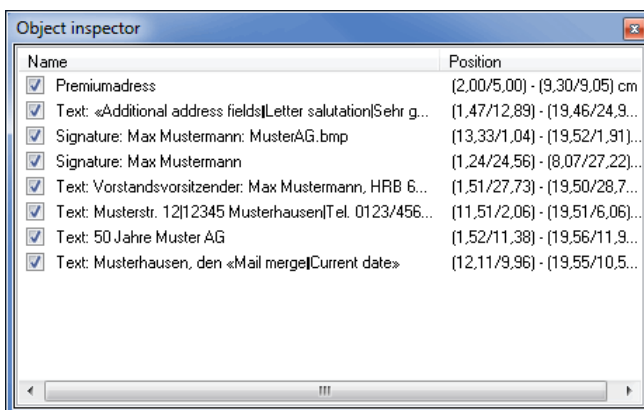 Object inspector
Name Position
Premiumadress (2,00/5,00) - (9,30/9,05) cm
Text: «Additional address fields|Letter salutation|Sehr g... (1,47/12,89) - (19,46/24,9...
Signature: Max Mustermann: MusterAG.bmp (13,33/1,04) - (19,52/1,91)...
Signature: Max Mustermann (1,24/24,56) - (8,07/27,22)...
Text: Vorstandsvorsitzender: Max Mustermann, HRB 6... (1,51/27,73) - (19,50/28,7...
Text: Musterstr. 12|12345 Musterhausen|Tel. 0123/456... (11,51/2,06) - (19,51/6,06)...
Text: 50 Jahre Muster AG (1,52/11,38) - (19,56/11,9...
Text: Musterhausen, den «Mail merge|Current date» (12,11/9,96) - (19,55/10,5...